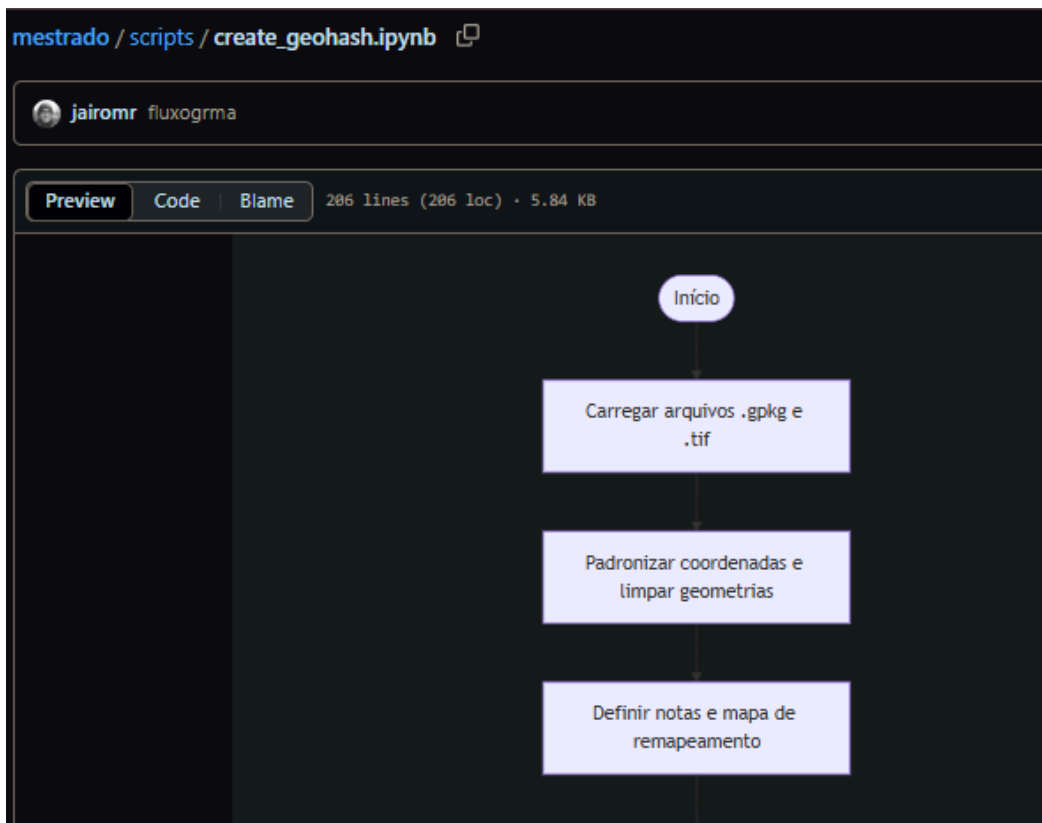 mestrado / scripts / create_geohash.ipynb
jairomr fluxogrma
Preview Code Blame 206 lines (206 loc) · 5.84 KB
Início
Carregar arquivos .gpkg e
.tif
Padronizar coordenadas e
limpar geometrias
Definir notas e mapa de
remapeamento